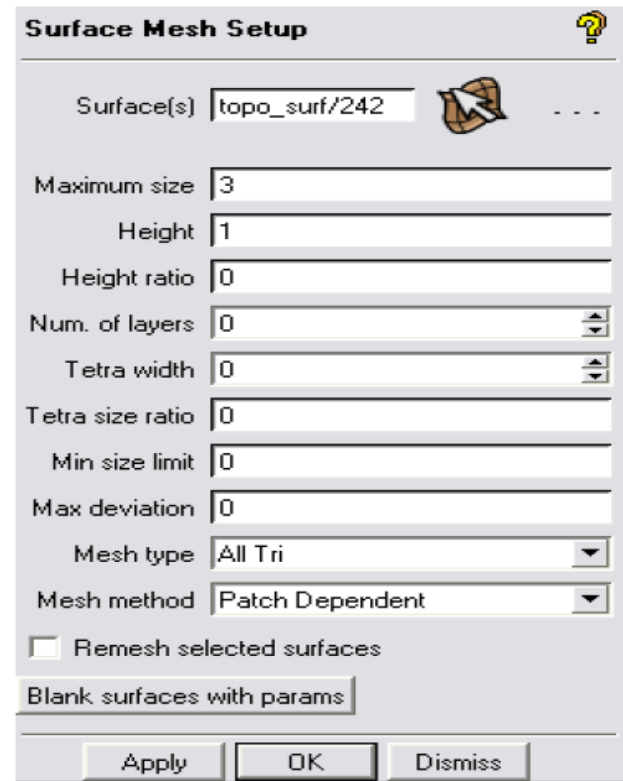 Surface Mesh Setup
Surface(s) topo_surf/242 ...
Maximum size 3
Height 1
Height ratio 0
Num. of layers 0
Tetra width 0
Tetra size ratio 0
Min size limit 0
Max deviation 0
Mesh type All Tri
Mesh method Patch Dependent
Remesh selected surfaces
Blank surfaces with params
Apply OK Dismiss